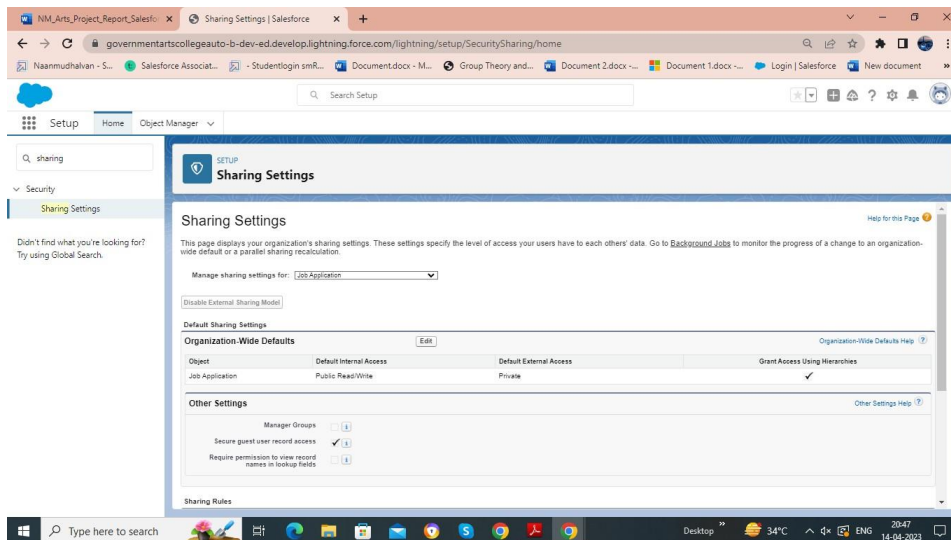 NM_Arts_Project_Report_Salesfo
Sharing Settings | Salesforce
governmentartscollegeauto-b-dev-ed.develop.lightning.force.com/lightning/setup/SecuritySharing/home
Naanmudhalvan - S... Salesforce Associat... - Studentlogin smR... Document.docx - M... Group Theory and... Document 2.docx -... Document 1.docx -... Login | Salesforce New document »
Search Setup
Setup Home Object Manager
sharing
Security
Sharing Settings
Didn't find what you're looking for?
Try using Global Search.
SETUP
Sharing Settings
Sharing Settings
Help for this Page
This page displays your organization's sharing settings. These settings specify the level of access your users have to each others' data. Go to Background Jobs to monitor the progress of a change to an organization-
wide default or a parallel sharing recalculation.
Manage sharing settings for: Job Application
Disable External Sharing Model
Default Sharing Settings
Organization-Wide Defaults Edit Organization-Wide Defaults Help ?
Object Default Internal Access Default External Access Grant Access Using Hierarchies
Job Application Public Read/Write Private ✓
Other Settings Other Settings Help ?
Manager Groups i
Secure guest user record access ✓ i
Require permission to view record
names in lookup fields i
Sharing Rules
Type here to search Desktop » 34°C ENG 20:47
14-04-2023